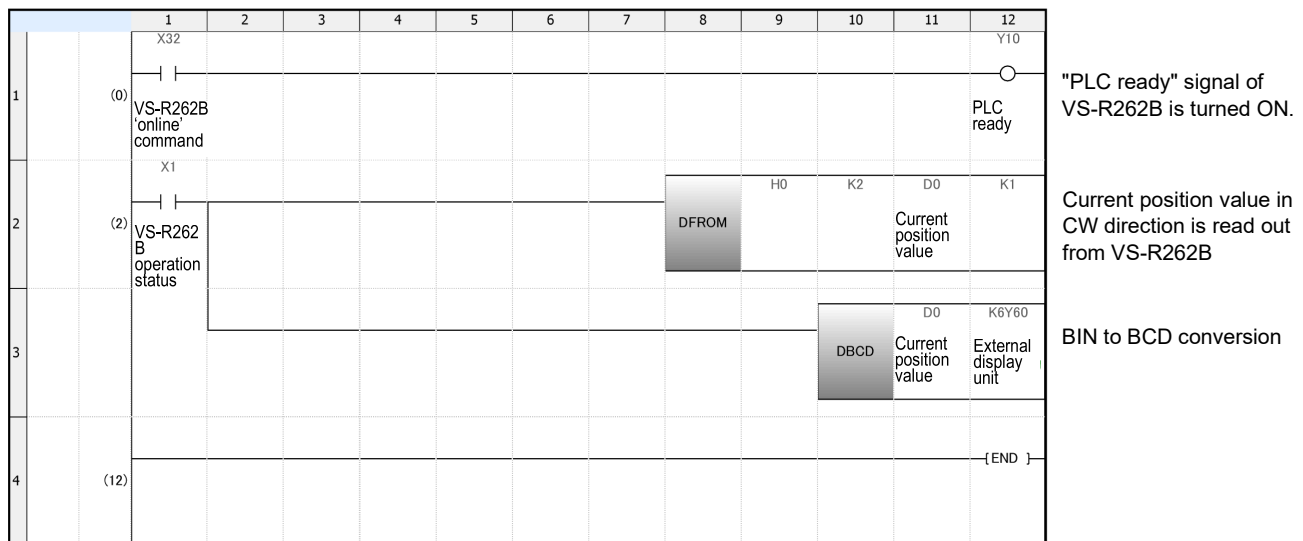 1 2 3 4 5 6 7 8 9 10 11 12
X32 Y10
1 (0)
VS-R262B
‘online’
command
PLC
ready
"PLC ready" signal of
VS-R262B is turned ON.
X1
2 (2)
VS-R262
B
operation
status
DFROM H0 K2 D0 K1
Current
position
value
Current position value in
CW direction is read out
from VS-R262B
3
DBCD D0 K6Y60
Current
position
value
External
display
unit
BIN to BCD conversion
4 (12)
[END ]